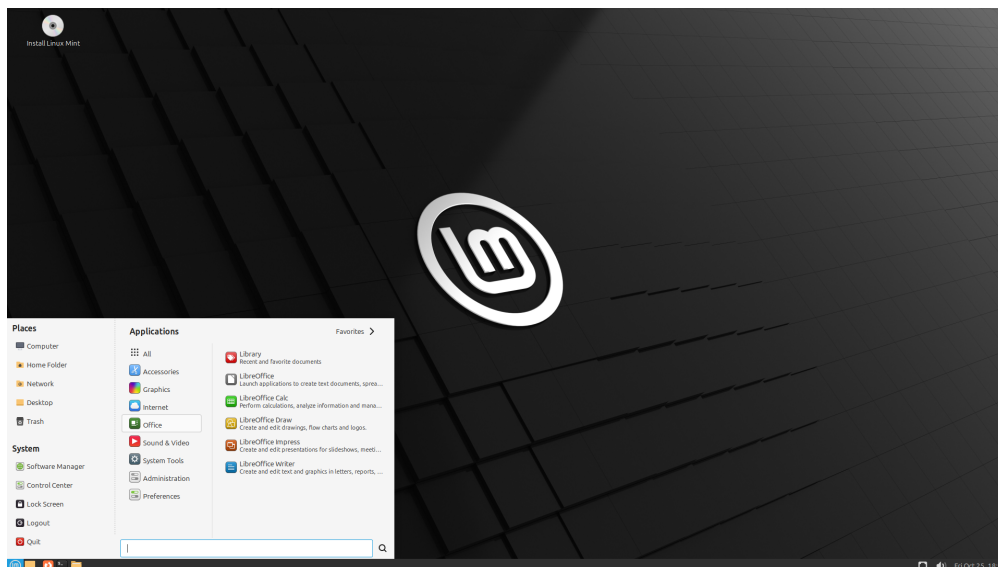 Install Linux Mint
Places
Computer
Home Folder
Network
Desktop
Trash
System
Software Manager
Control Center
Lock Screen
Logout
Quit
Applications
Favorites
All
Accessories
Graphics
Internet
Office
Sound & Video
System Tools
Administration
Preferences
Library
Recent and favorite documents
LibreOffice
Launch applications to create text documents, sprea...
LibreOffice Calc
Perform calculations, analyze information and mana...
LibreOffice Draw
Create and edit drawings, flow charts and logos.
LibreOffice Impress
Create and edit presentations for slideshows, meeti...
LibreOffice Writer
Create and edit text and graphics in letters, reports, ...
Fri Oct 25, 18: